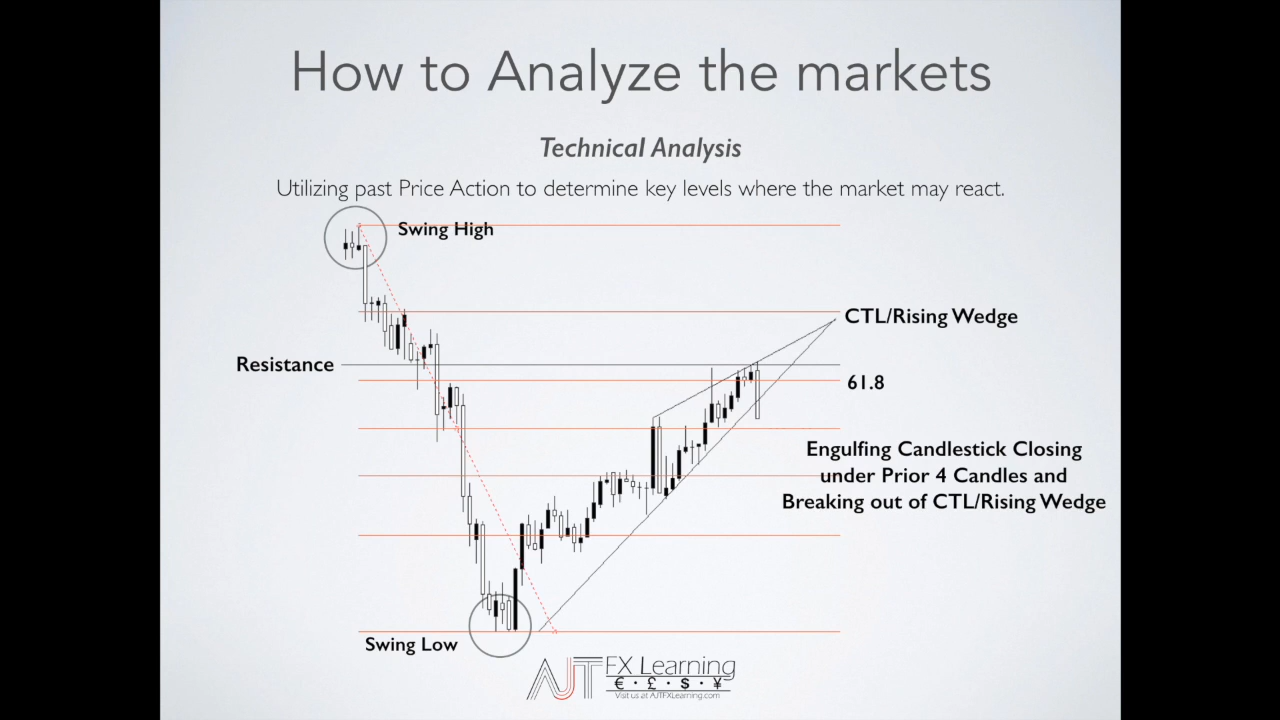 How to Analyze the markets
Technical Analysis
Utilizing past Price Action to determine key levels where the market may react.
Swing High
CTL/Rising Wedge
Resistance
61.8
Engulfing Candlestick Closing
under Prior 4 Candles and
Breaking out of CTL/Rising Wedge
Swing Low
AJT FX Learning
€ · £ · $ · ¥
Visit us at AJTFXLearning.com